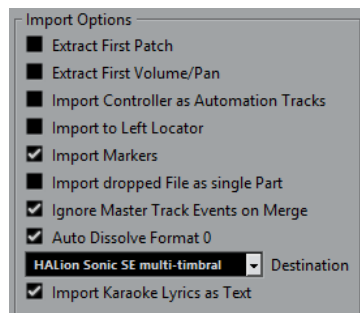 Import Options
Extract First Patch
Extract First Volume/Pan
Import Controller as Automation Tracks
Import to Left Locator
Import Markers
Import dropped File as single Part
Ignore Master Track Events on Merge
Auto Dissolve Format 0
HALion Sonic SE multi-timbral Destination
Import Karaoke Lyrics as Text